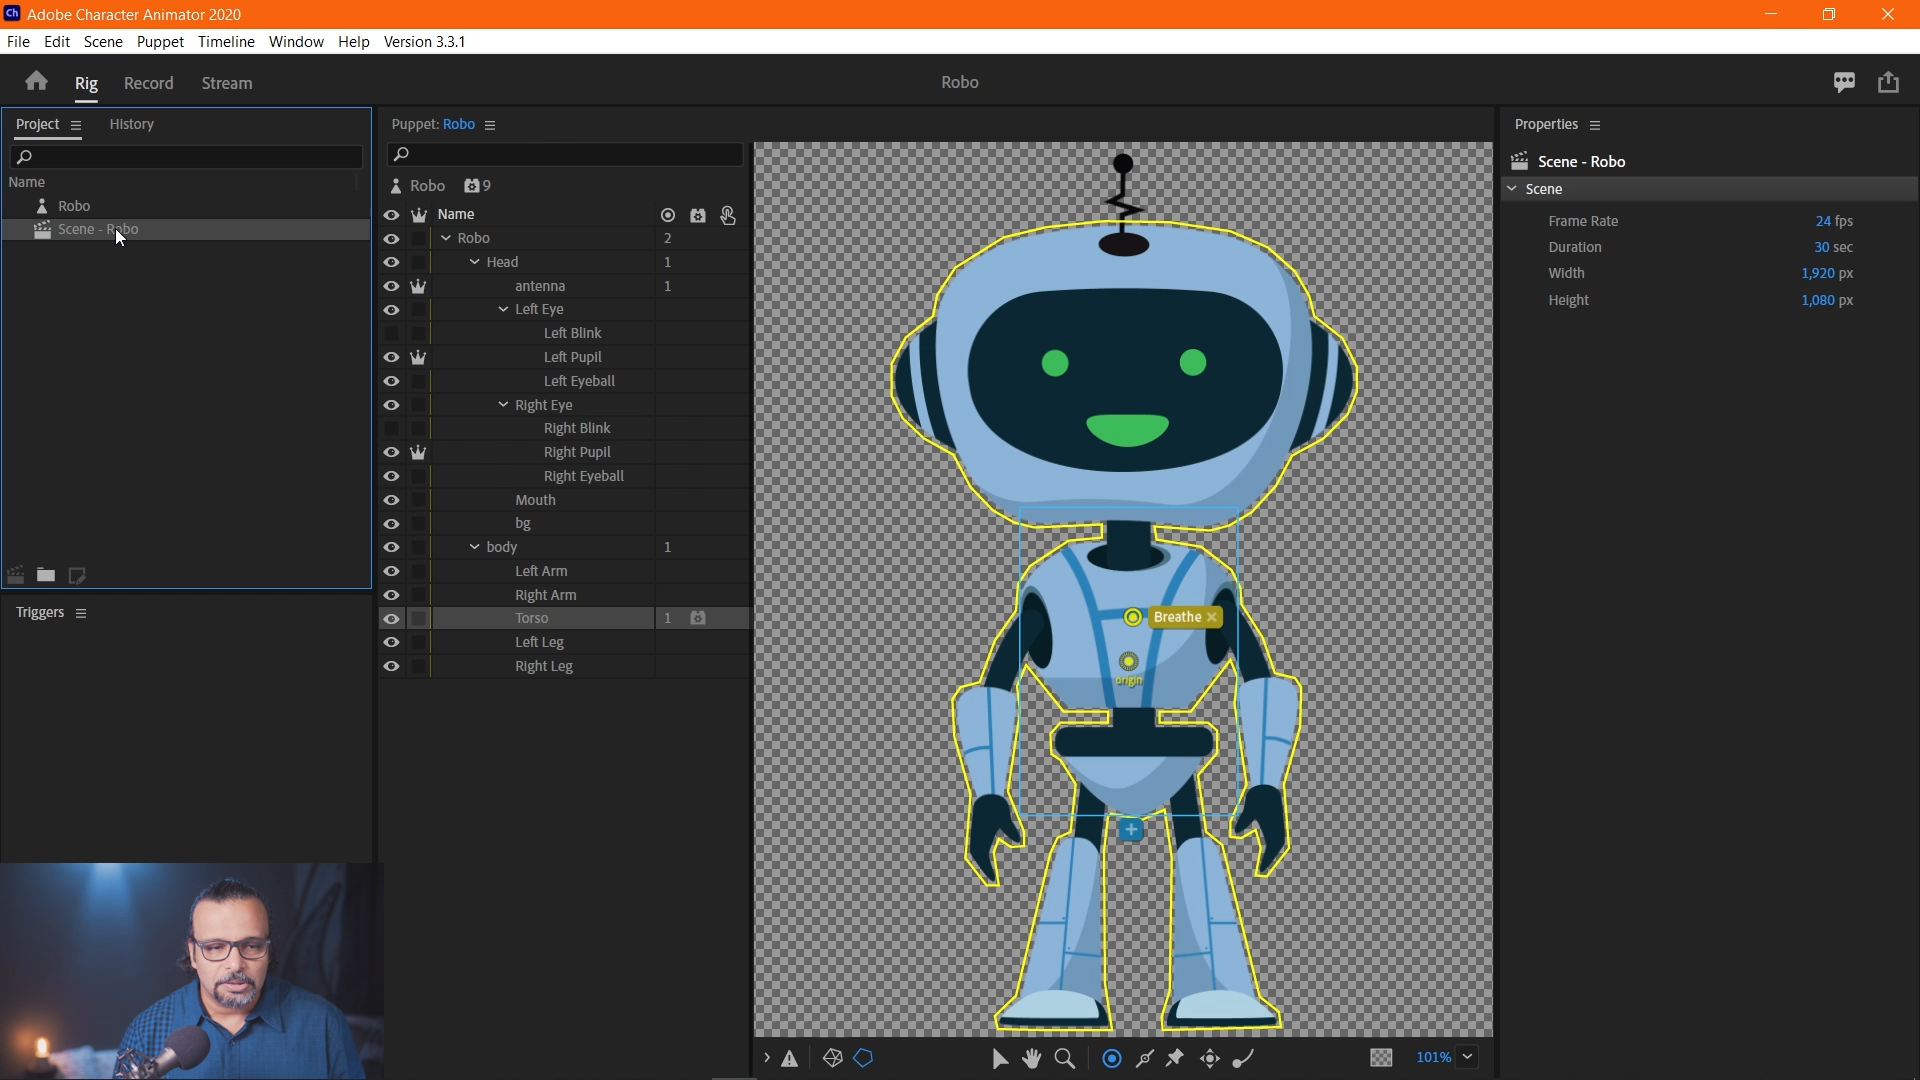 Ch Adobe Character Animator 2020
File Edit Scene Puppet Timeline Window Help Version 3.3.1
Rig Record Stream Robo
Project History
Name
Robo
Scene - Robo
Triggers
Puppet: Robo
Robo 9
Name
Robo 2
Head 1
antenna 1
Left Eye
Left Blink
Left Pupil
Left Eyeball
Right Eye
Right Blink
Right Pupil
Right Eyeball
Mouth
bg
body 1
Left Arm
Right Arm
Torso 1
Left Leg
Right Leg
Breathe
origin
101%
Properties
Scene - Robo
Scene
Frame Rate 24 fps
Duration 30 sec
Width 1,920 px
Height 1,080 px